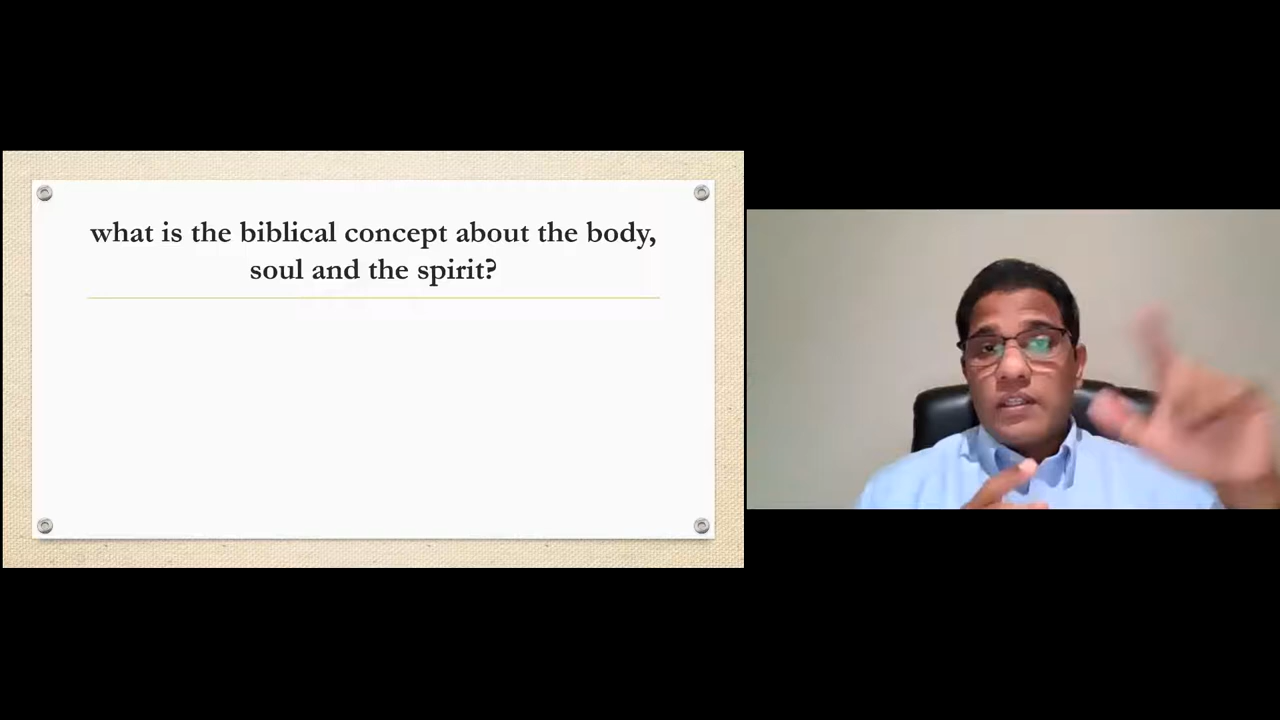 what is the biblical concept about the body,
soul and the spirit?